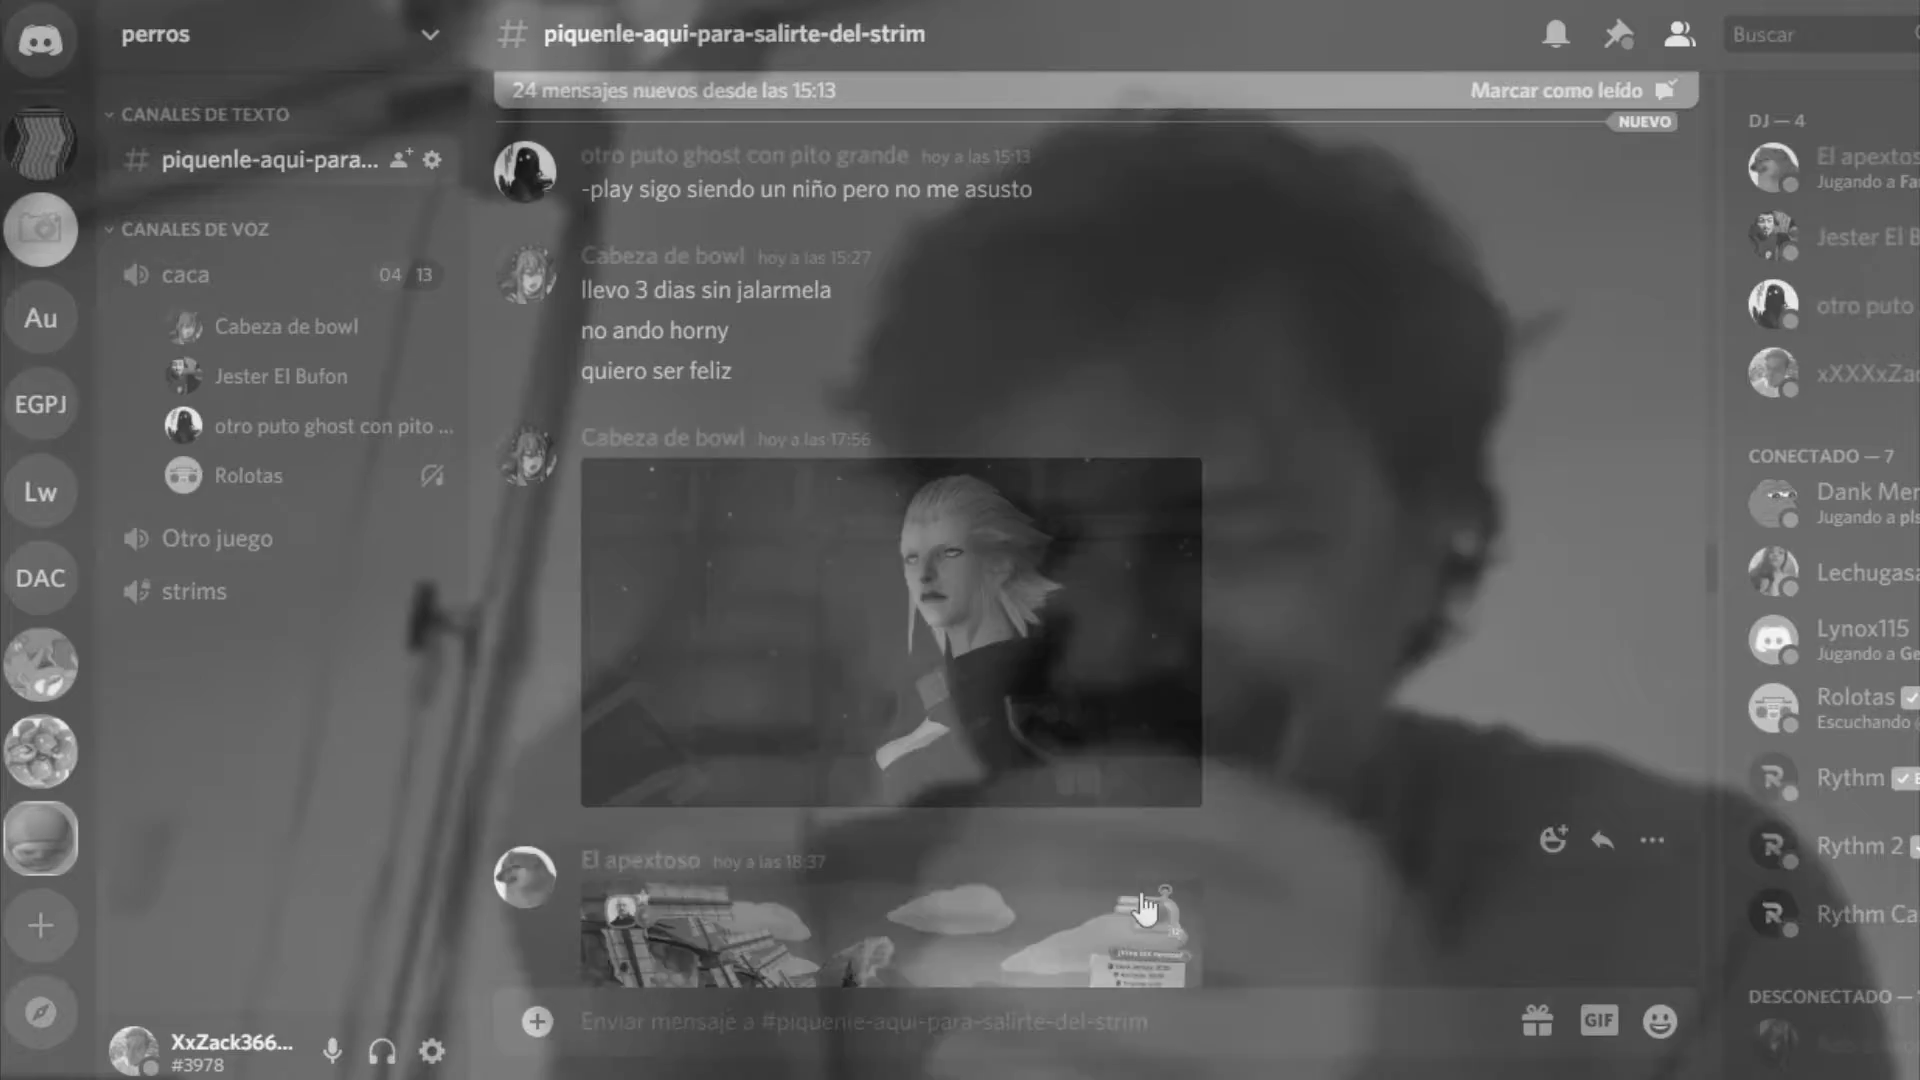 perros
piquenle-aqui-para-salirte-del-strim
Buscar
24 mensajes nuevos desde las 15:13
Marcar como leído
NUEVO
CANALES DE TEXTO
piquenle-aqui-para...
CANALES DE VOZ
caca
04 13
Cabeza de bowl
Jester El Bufon
otro puto ghost con pito ...
Rolotas
Otro juego
strims
Au
EGPJ
Lw
DAC
XxZack366...
#3978
otro puto ghost con pito grande hoy a las 15:13
-play sigo siendo un niño pero no me asusto
Cabeza de bowl hoy a las 15:27
llevo 3 dias sin jalarmela
no ando horny
quiero ser feliz
Cabeza de bowl hoy a las 17:56
El apextoso hoy a las 18:37
Enviar mensaje a #piquenle-aqui-para-salirte-del-strim
GIF
DJ — 4
El apextos
Jugando a Fa
Jester El B
otro puto
xXXXxZac
CONECTADO — 7
Dank Mer
Jugando a pls
Lechugasa
Lynox115
Jugando a Ge
Rolotas
Escuchando
Rythm
Rythm 2
Rythm Ca
DESCONECTADO —